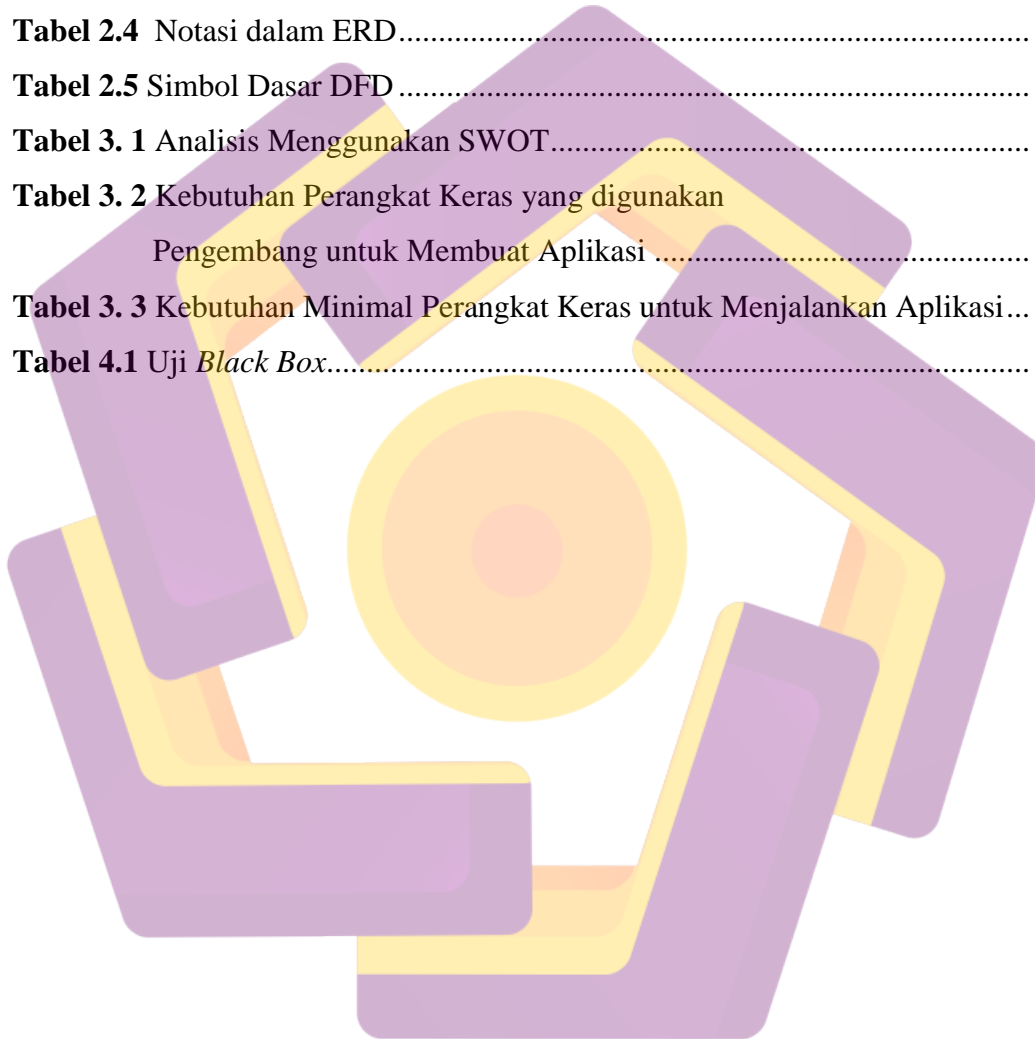 Tabel 2.4 Notasi dalam ERD...............................................................................
Tabel 2.5 Simbol Dasar DFD...............................................................................
Tabel 3. 1 Analisis Menggunakan SWOT............................................................
Tabel 3. 2 Kebutuhan Perangkat Keras yang digunakan
Pengembang untuk Membuat Aplikasi ...............................................
Tabel 3. 3 Kebutuhan Minimal Perangkat Keras untuk Menjalankan Aplikasi...
Tabel 4.1 Uji Black Box........................................................................................